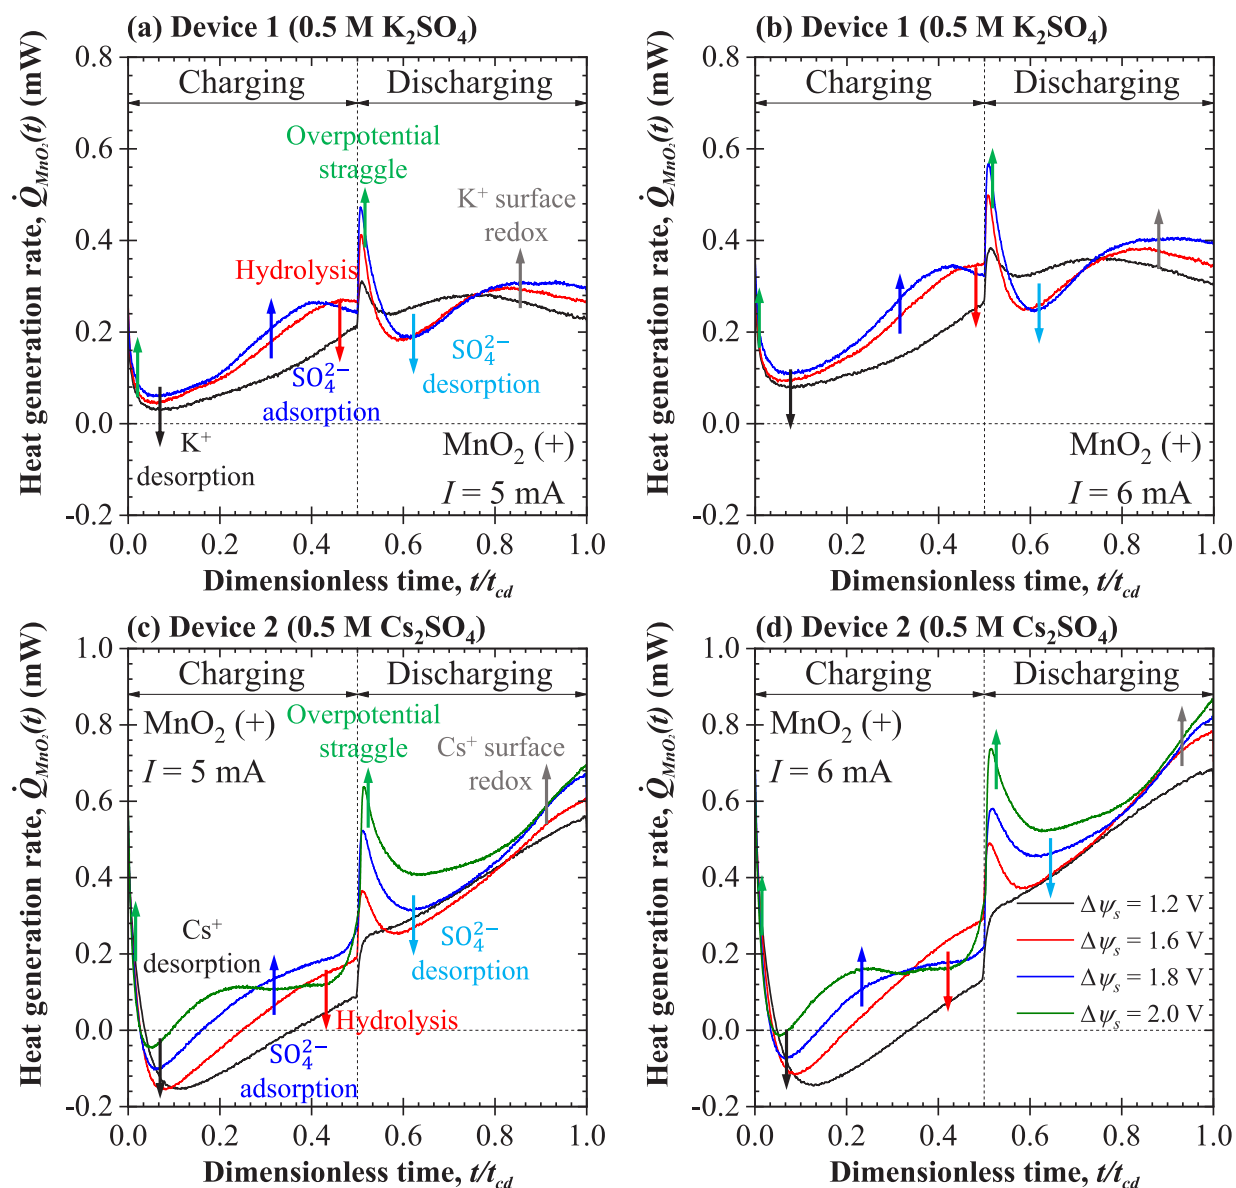 (a) Device 1 (0.5 M K₂SO₄)
Heat generation rate, Q̇_MnO₂(t) (mW)
0.8
0.6
0.4
0.2
0.0
-0.2
Charging
Discharging
Overpotential
straggle
K⁺ surface
redox
Hydrolysis
SO₄²⁻
adsorption
SO₄²⁻
desorption
K⁺
desorption
MnO₂ (+)
I = 5 mA
0.0 0.2 0.4 0.6 0.8 1.0
Dimensionless time, t/t_cd
(b) Device 1 (0.5 M K₂SO₄)
Heat generation rate, Q̇_MnO₂(t) (mW)
0.8
0.6
0.4
0.2
0.0
-0.2
Charging
Discharging
MnO₂ (+)
I = 6 mA
0.0 0.2 0.4 0.6 0.8 1.0
Dimensionless time, t/t_cd
(c) Device 2 (0.5 M Cs₂SO₄)
Heat generation rate, Q̇_MnO₂(t) (mW)
1.0
0.8
0.6
0.4
0.2
0.0
-0.2
Charging
Discharging
MnO₂ (+)
I = 5 mA
Overpotential
straggle
Cs⁺ surface
redox
Cs⁺
desorption
SO₄²⁻
desorption
Hydrolysis
SO₄²⁻
adsorption
0.0 0.2 0.4 0.6 0.8 1.0
Dimensionless time, t/t_cd
(d) Device 2 (0.5 M Cs₂SO₄)
Heat generation rate, Q̇_MnO₂(t) (mW)
1.0
0.8
0.6
0.4
0.2
0.0
-0.2
Charging
Discharging
MnO₂ (+)
I = 6 mA
Δψₛ = 1.2 V
Δψₛ = 1.6 V
Δψₛ = 1.8 V
Δψₛ = 2.0 V
0.0 0.2 0.4 0.6 0.8 1.0
Dimensionless time, t/t_cd